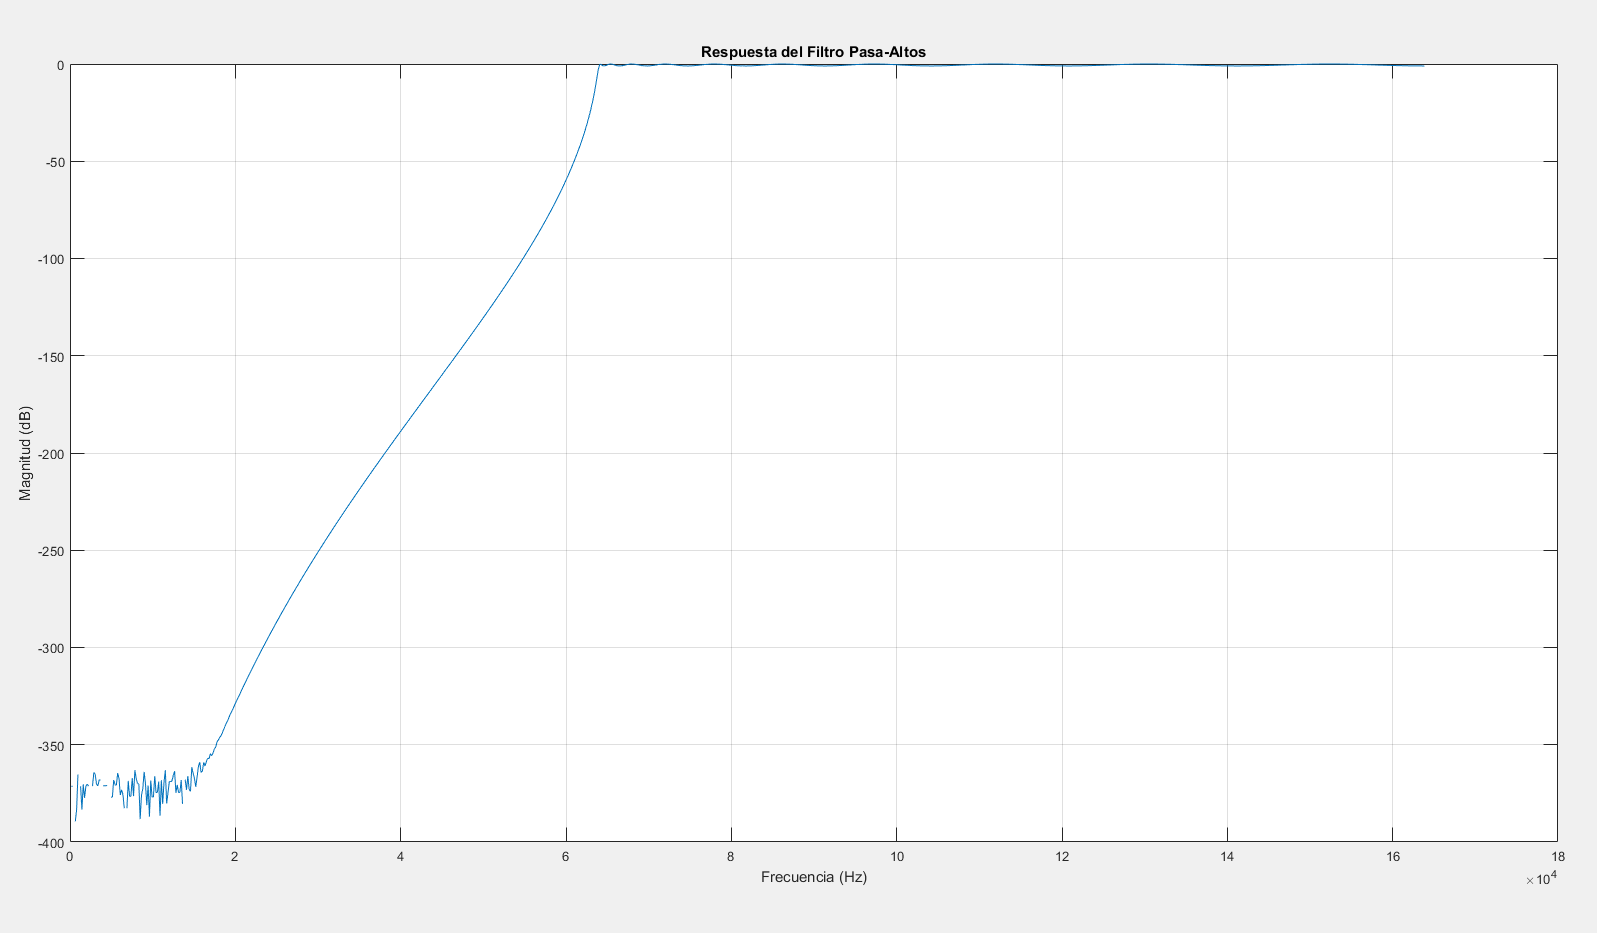 Respuesta del Filtro Pasa-Altos
0
-50
-100
-150
-200
-250
-300
-350
-400
Magnitud (dB)
0 2 4 6 8 10 12 14 16 18
Frecuencia (Hz)
×10⁴